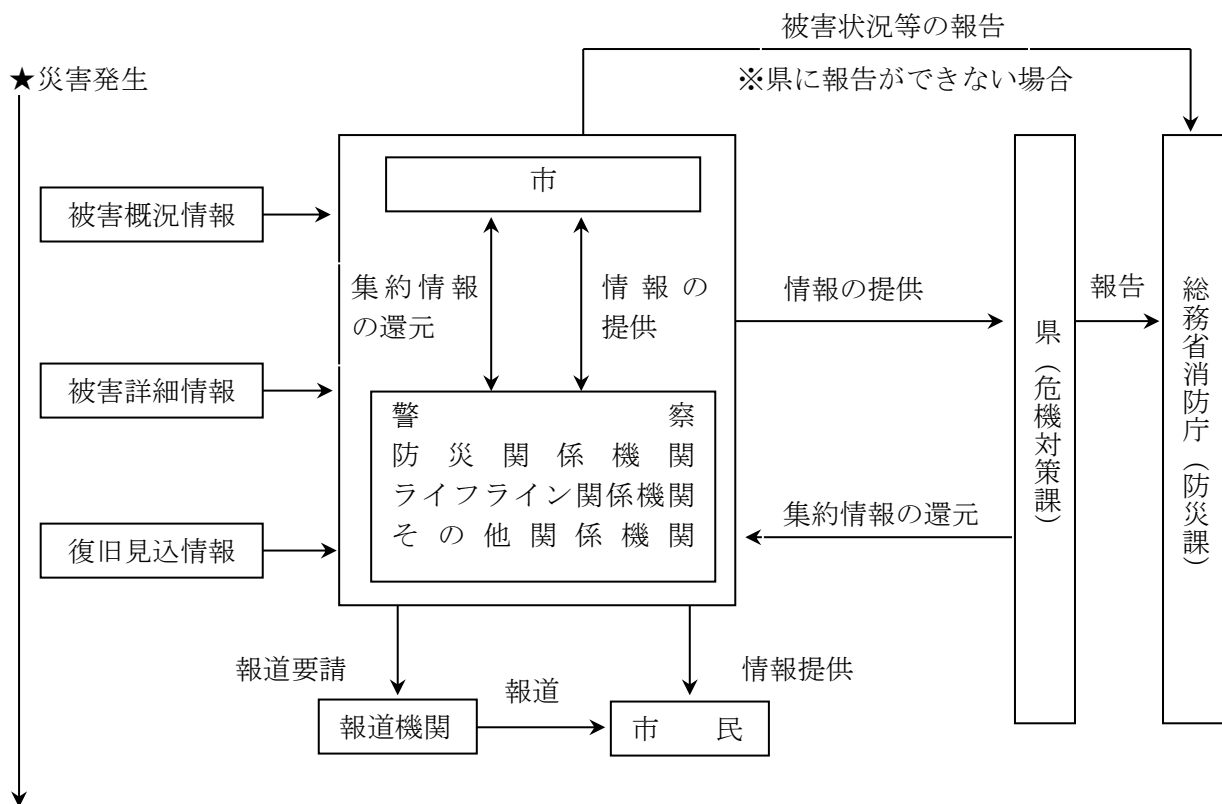 被害状況等の報告
★災害発生
※県に報告ができない場合
市
被害概況情報
集約情報
の還元
情報の
提供
情報の提供
報告
被害詳細情報
警察
防災関係機関
ライフライン関係機関
その他関係機関
県（危機対策課）
総務省消防庁（防災課）
集約情報の還元
復旧見込情報
報道要請
情報提供
報道
報道機関
市民